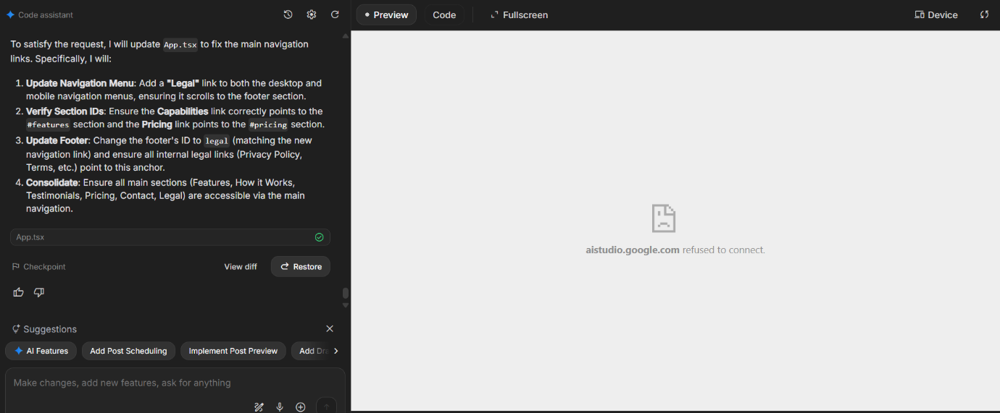 Code assistant
Preview
Code
Fullscreen
Device
To satisfy the request, I will update App.tsx to fix the main navigation
links. Specifically, I will:
1. Update Navigation Menu: Add a "Legal" link to both the desktop and
mobile navigation menus, ensuring it scrolls to the footer section.
2. Verify Section IDs: Ensure the Capabilities link correctly points to the
#features section and the Pricing link points to the #pricing section.
3. Update Footer: Change the footer's ID to legal (matching the new
navigation link) and ensure all internal legal links (Privacy Policy,
Terms, etc.) point to this anchor.
4. Consolidate: Ensure all main sections (Features, How it Works,
Testimonials, Pricing, Contact, Legal) are accessible via the main
navigation.
App.tsx
Checkpoint
View diff
Restore
Suggestions
AI Features
Add Post Scheduling
Implement Post Preview
Add
Make changes, add new features, ask for anything
aistudio.google.com refused to connect.